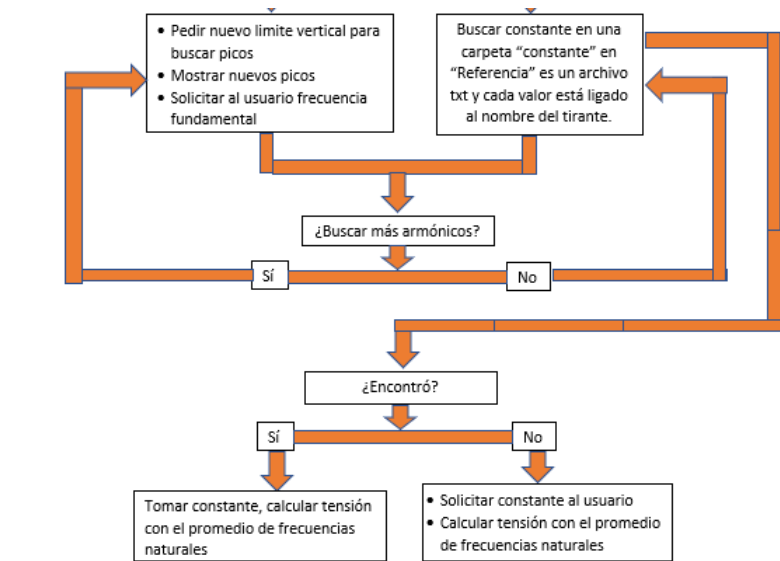 • Pedir nuevo limite vertical para
buscar picos
• Mostrar nuevos picos
• Solicitar al usuario frecuencia
fundamental
Buscar constante en una
carpeta “constante” en
“Referencia” es un archivo
txt y cada valor está ligado
al nombre del tirante.
¿Buscar más armónicos?
Sí
No
¿Encontró?
Sí
No
Tomar constante, calcular tensión
con el promedio de frecuencias
naturales
• Solicitar constante al usuario
• Calcular tensión con el promedio
de frecuencias naturales